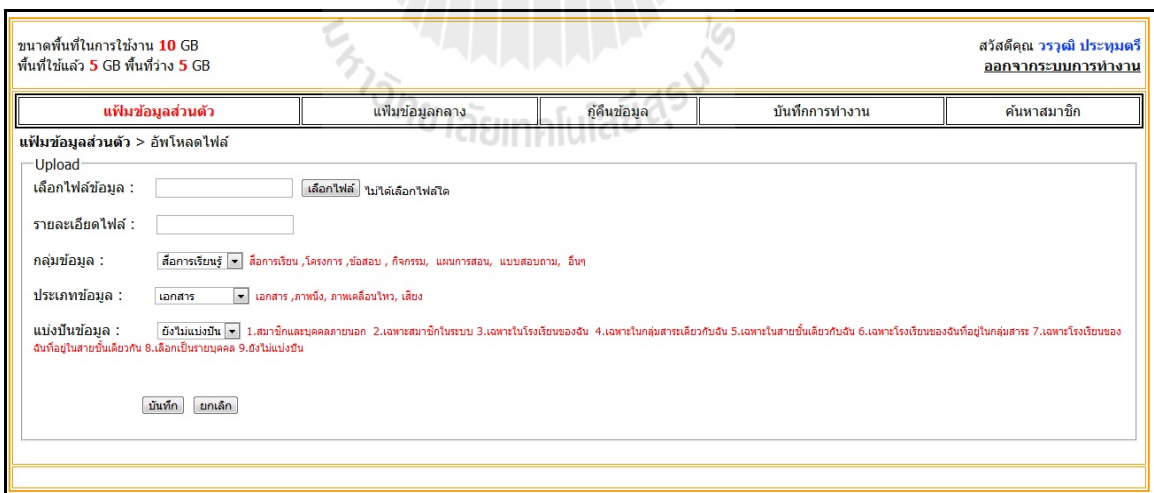 ขนาดพื้นที่ในการใช้งาน 10 GB
พื้นที่ใช้แล้ว 5 GB พื้นที่ว่าง 5 GB
สวัสดีคุณ วรวุฒิ ประทุมตรี
ออกจากระบบการทำงาน
แฟ้มข้อมูลส่วนตัว แฟ้มข้อมูลกลาง กู้คืนข้อมูล บันทึกการทำงาน ค้นหาสมาชิก
แฟ้มข้อมูลส่วนตัว > อัพโหลดไฟล์
Upload
เลือกไฟล์ข้อมูล : เลือกไฟล์ ไม่ได้เลือกไฟล์ใด
รายละเอียดไฟล์ :
กลุ่มข้อมูล : สื่อการเรียนรู้ สื่อการเรียน ,โครงการ ,ข้อสอบ , กิจกรรม, แผนการสอน, แบบสอบถาม, อื่นๆ
ประเภทข้อมูล : เอกสาร เอกสาร ,ภาพนิ่ง, ภาพเคลื่อนไหว, เสียง
แบ่งปันข้อมูล : ยังไม่แบ่งปัน 1.สมาชิกและบุคคลภายนอก 2.เฉพาะสมาชิกในระบบ 3.เฉพาะในโรงเรียนของฉัน 4.เฉพาะในกลุ่มสาระเดียวกับฉัน 5.เฉพาะในสายชั้นเดียวกับฉัน 6.เฉพาะโรงเรียนของฉันที่อยู่ในกลุ่มสาระ 7.เฉพาะโรงเรียนของ
ฉันที่อยู่ในสายชั้นเดียวกัน 8.เลือกเป็นรายบุคคล 9.ยังไม่แบ่งปัน
บันทึก ยกเลิก